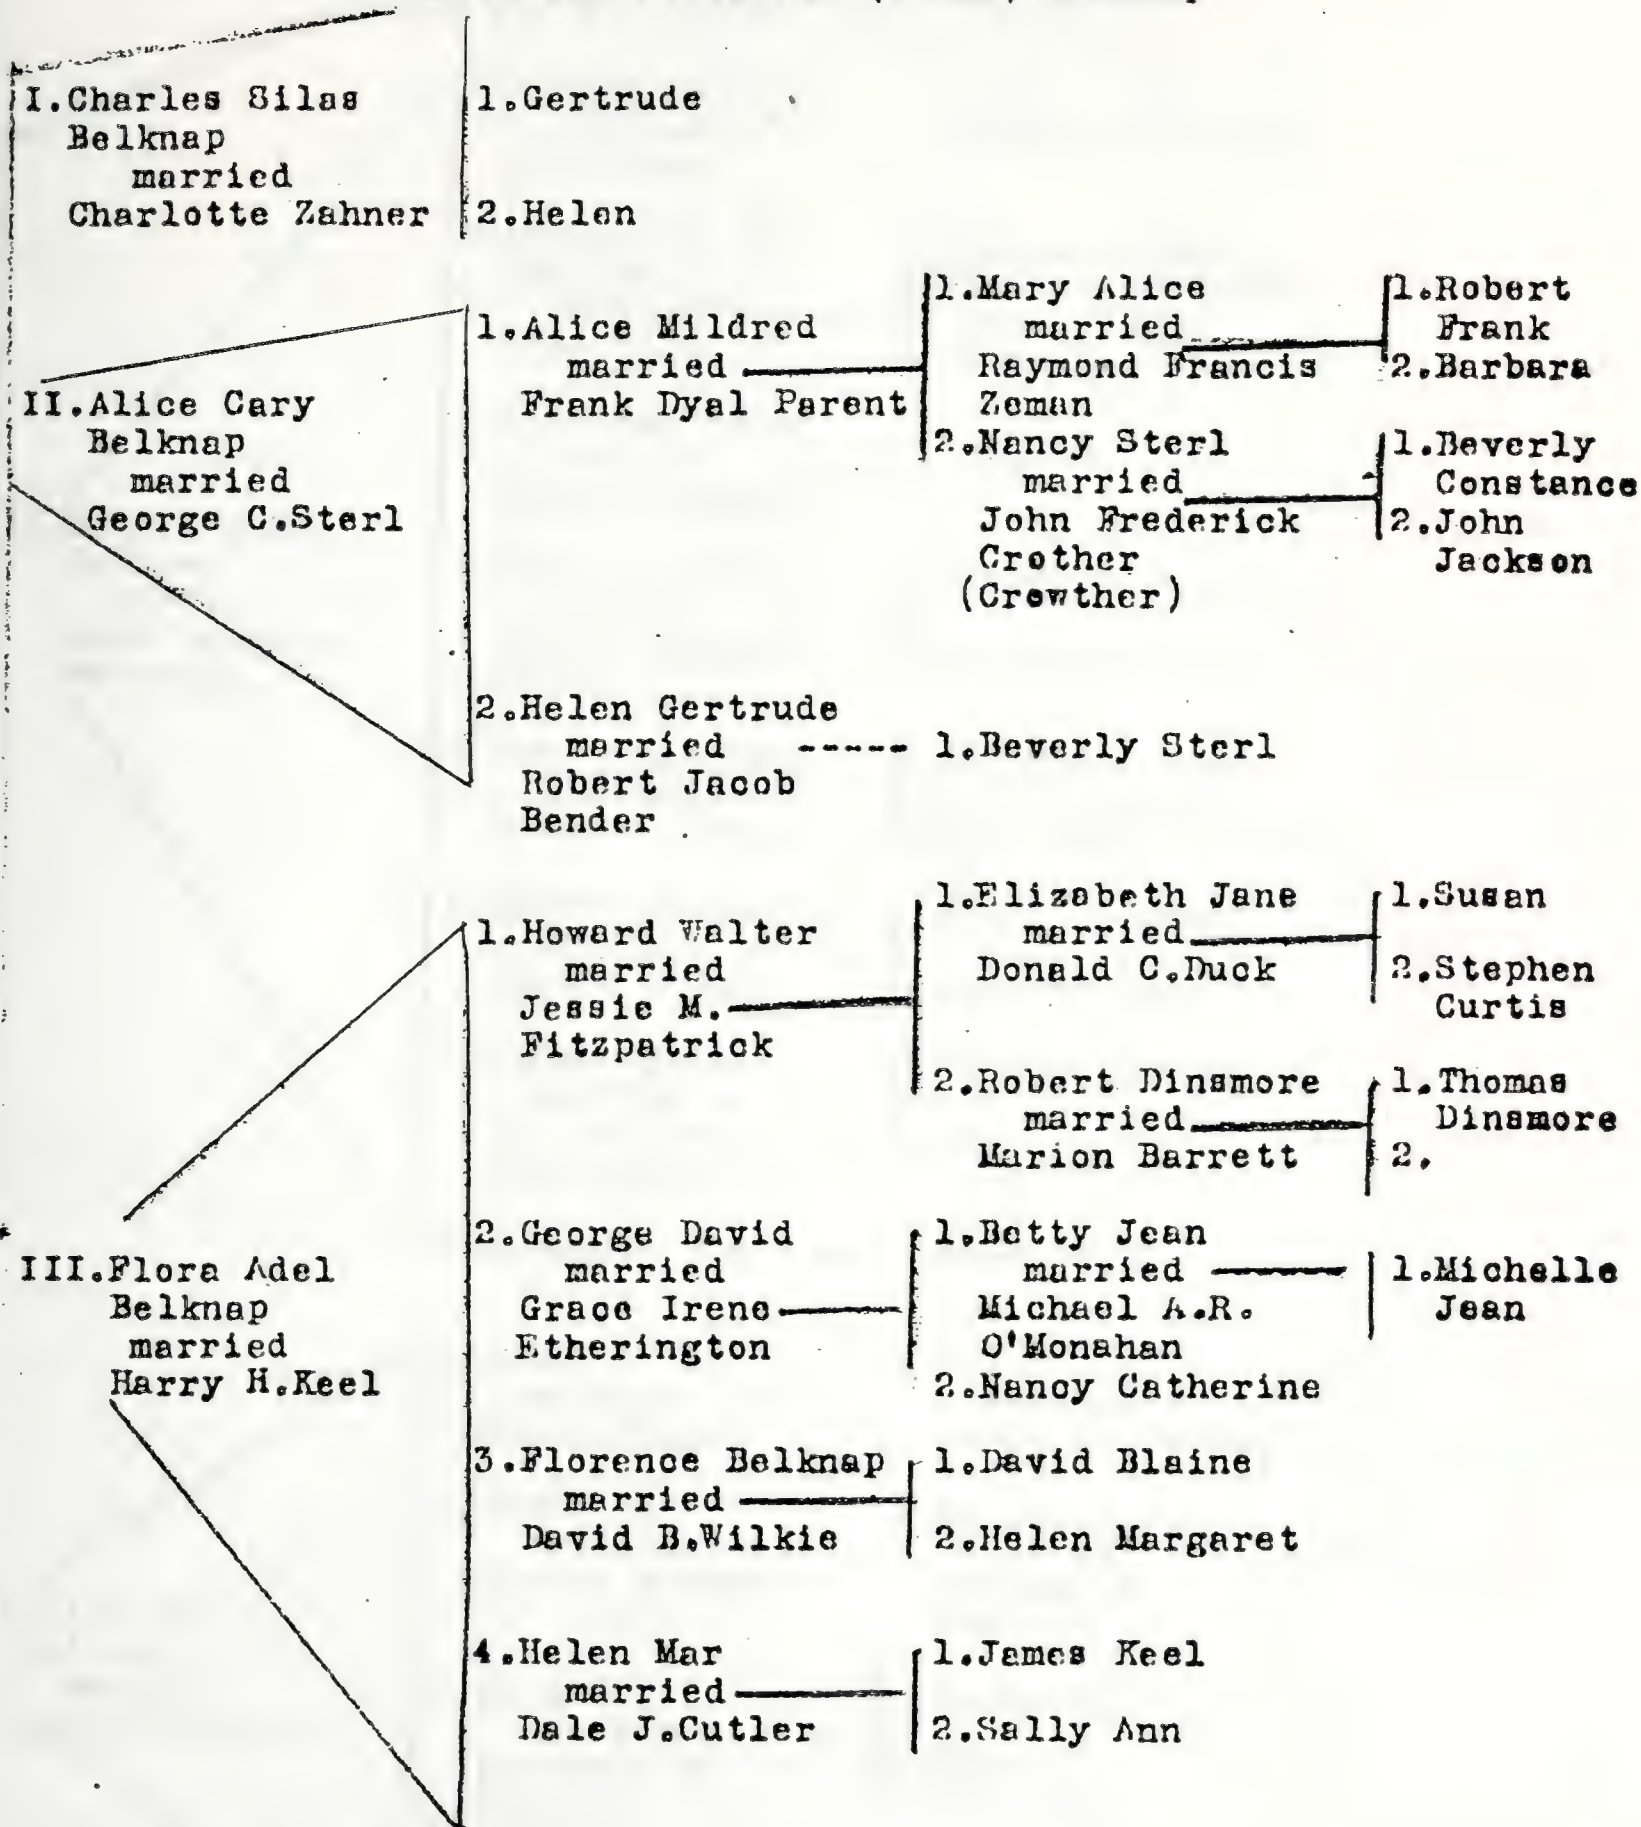 I.Charles Silas
Belknap
married
Charlotte Zahner
1.Gertrude
2.Helen
II.Alice Cary
Belknap
married
George C.Sterl
1.Alice Mildred
married
Frank Dyal Parent
1.Mary Alice
married
Raymond Francis
Zeman
1.Robert
Frank
2.Barbara
2.Nancy Sterl
married
John Frederick
Crother
(Crowther)
1.Beverly
Constance
2.John
Jackson
2.Helen Gertrude
married
Robert Jacob
Bender
1.Beverly Sterl
III.Flora Adel
Belknap
married
Harry H.Keel
1.Howard Walter
married
Jessie M.
Fitzpatrick
1.Elizabeth Jane
married
Donald C.Duck
1.Susan
2.Stephen
Curtis
2.Robert Dinsmore
married
Marion Barrett
1.Thomas
Dinsmore
2.
2.George David
married
Grace Irene
Etherington
1.Betty Jean
married
Michael A.R.
O'Monahan
1.Michelle
Jean
2.Nancy Catherine
3.Florence Belknap
married
David B.Wilkie
1.David Blaine
2.Helen Margaret
4.Helen Mar
married
Dale J.Cutler
1.James Keel
2.Sally Ann